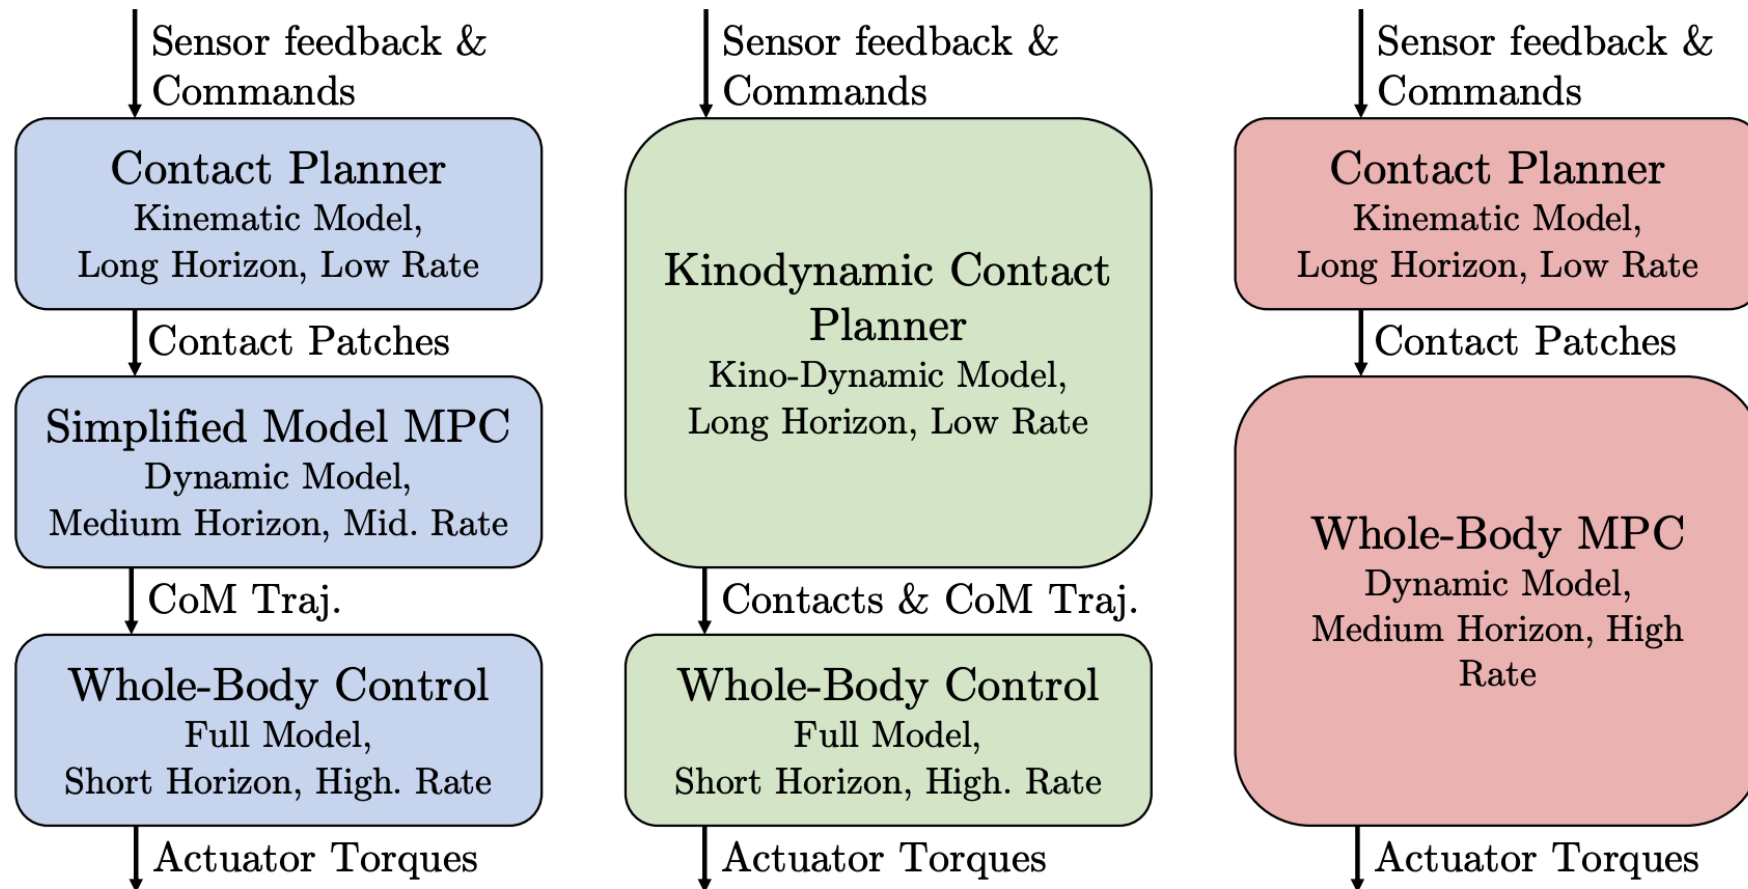 Sensor feedback &
Commands
Contact Planner
Kinematic Model,
Long Horizon, Low Rate
Contact Patches
Simplified Model MPC
Dynamic Model,
Medium Horizon, Mid. Rate
CoM Traj.
Whole-Body Control
Full Model,
Short Horizon, High. Rate
Actuator Torques
Sensor feedback &
Commands
Kinodynamic Contact
Planner
Kino-Dynamic Model,
Long Horizon, Low Rate
Contacts & CoM Traj.
Whole-Body Control
Full Model,
Short Horizon, High. Rate
Actuator Torques
Sensor feedback &
Commands
Contact Planner
Kinematic Model,
Long Horizon, Low Rate
Contact Patches
Whole-Body MPC
Dynamic Model,
Medium Horizon, High
Rate
Actuator Torques